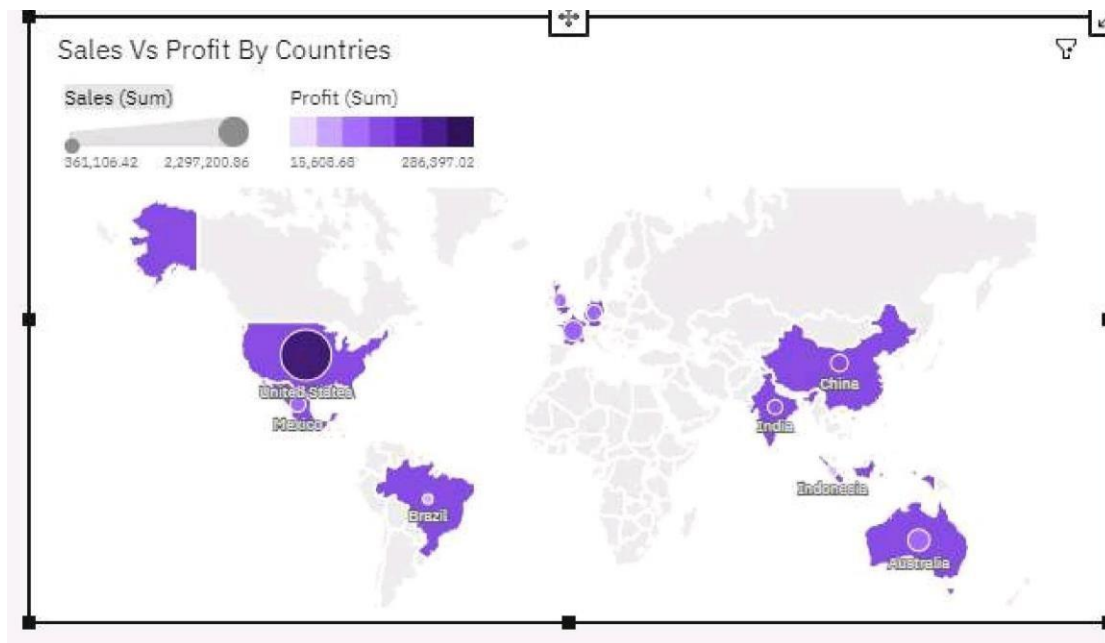 Sales Vs Profit By Countries
Sales (Sum)
Profit (Sum)
361,106.42
2,297,200.86
15,608.68
286,397.02
United States
Mexico
Brazil
China
India
Indonesia
Australia